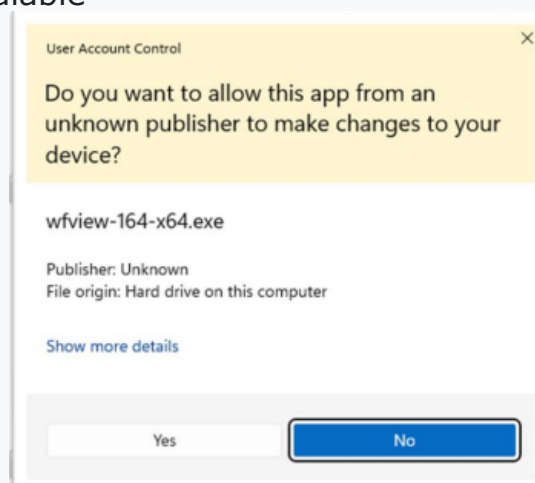 User Account Control
Do you want to allow this app from an
unknown publisher to make changes to your
device?
wfview-164-x64.exe
Publisher: Unknown
File origin: Hard drive on this computer
Show more details
Yes No